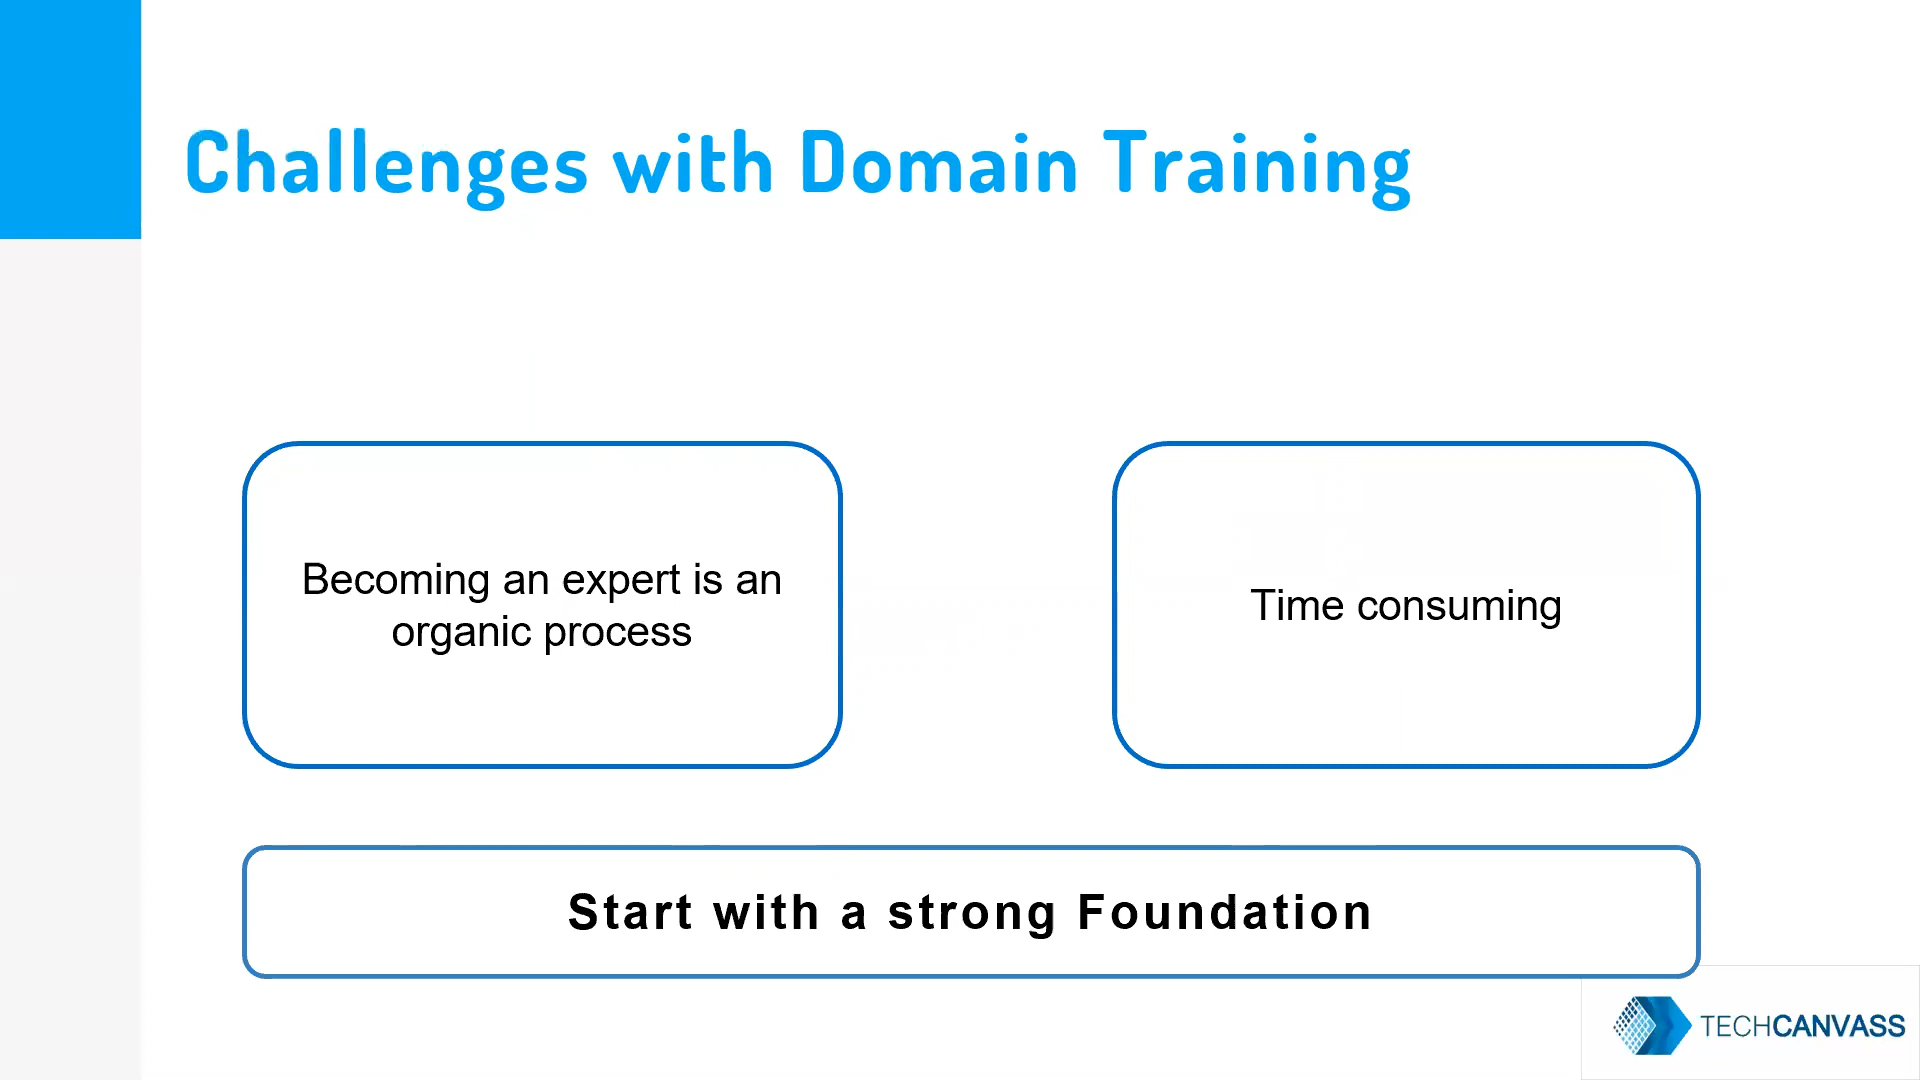 Challenges with Domain Training
Becoming an expert is an
organic process
Time consuming
Start with a strong Foundation
TECHCANVASS